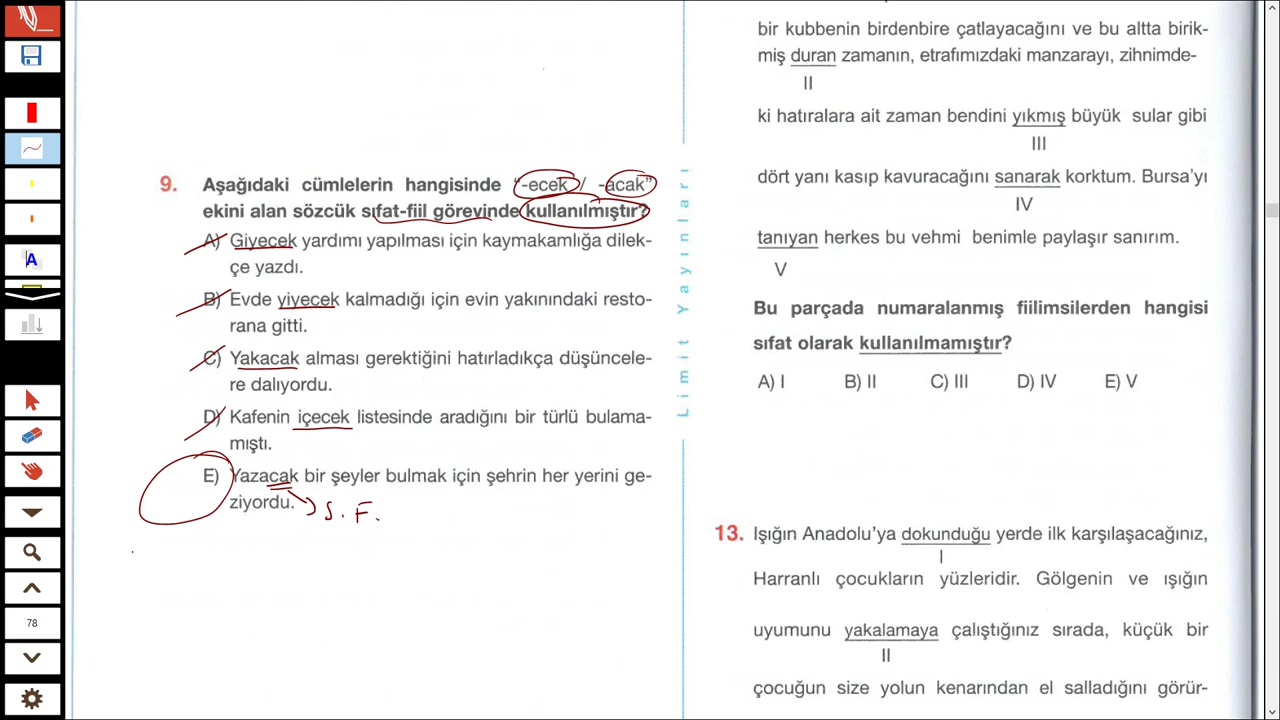 9. Aşağıdaki cümlelerin hangisinde "-ecek / -acak"
ekini alan sözcük sıfat-fiil görevinde kullanılmıştır?
A) Giyecek yardımı yapılması için kaymakamlığa dilek-
çe yazdı.
B) Evde yiyecek kalmadığı için evin yakınındaki resto-
rana gitti.
C) Yakacak alması gerektiğini hatırladıkça düşüncele-
re dalıyordu.
D) Kafenin içecek listesinde aradığını bir türlü bulama-
mıştı.
E) Yazacak bir şeyler bulmak için şehrin her yerini ge-
ziyordu.
S. F.
Limit Yayınları
bir kubbenin birdenbire çatlayacağını ve bu altta birik-
miş duran zamanın, etrafımızdaki manzarayı, zihnimde-
II
ki hatıralara ait zaman bendini yıkmış büyük sular gibi
III
dört yanı kasıp kavuracağını sanarak korktum. Bursa'yı
IV
tanıyan herkes bu vehmi benimle paylaşır sanırım.
V
Bu parçada numaralanmış fiilimsilerden hangisi
sıfat olarak kullanılmamıştır?
A) I B) II C) III D) IV E) V
13. Işığın Anadolu'ya dokunduğu yerde ilk karşılaşacağınız,
I
Harranlı çocukların yüzleridir. Gölgenin ve ışığın
uyumunu yakalamaya çalıştığınız sırada, küçük bir
II
çocuğun size yolun kenarından el salladığını görür-
A
78